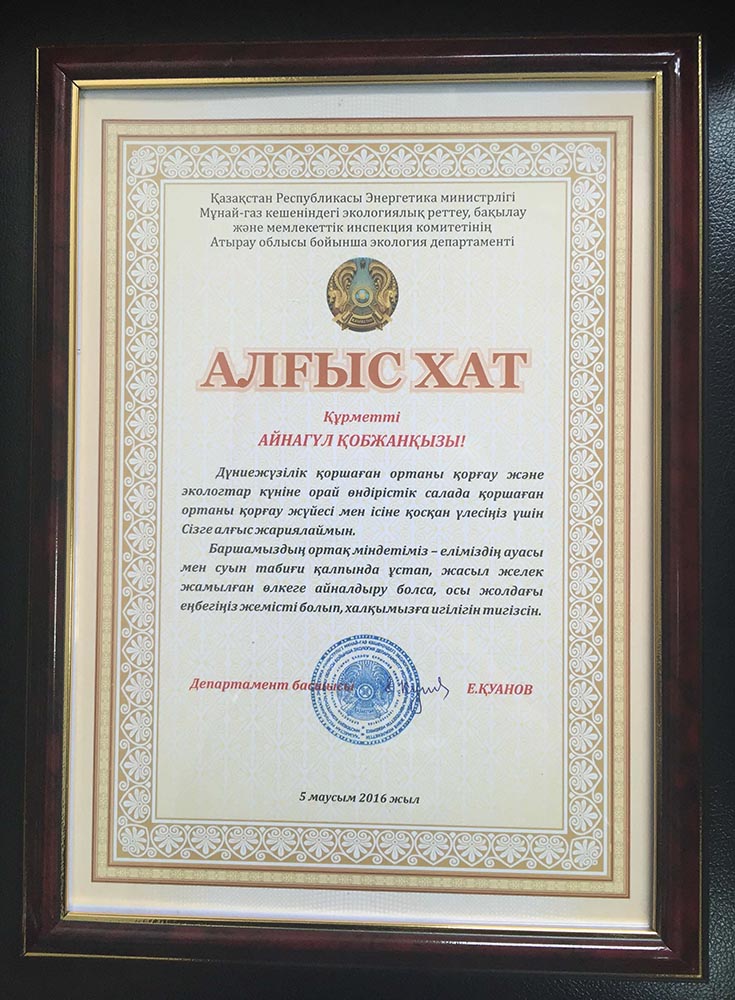 Қазақстан Республикасы Энергетика министрлігі
Мұнай-газ кешеніндегі экологиялық реттеу, бақылау
және мемлекеттік инспекция комитетінің
Атырау облысы бойынша экология департаменті
АЛҒЫС ХАТ
Құрметті
АЙНАГҮЛ ҚОБЖАНҚЫЗЫ!
Дүниежүзілік қоршаған ортаны қорғау және
экологтар күніне орай өндірістік салада қоршаған
ортаны қорғау жүйесі мен ісіне қосқан үлесіңіз үшін
Сізге алғыс жариялаймын.
Баршамыздың ортақ міндетіміз – еліміздің ауасы
мен суын табиғи қалпында ұстап, жасыл желек
жамылған өлкеге айналдыру болса, осы жолдағы
еңбегіңіз жемісті болып, халқымызға игілігін тигізсін.
Департамент басшысы Е.ҚУАНОВ
5 маусым 2016 жыл